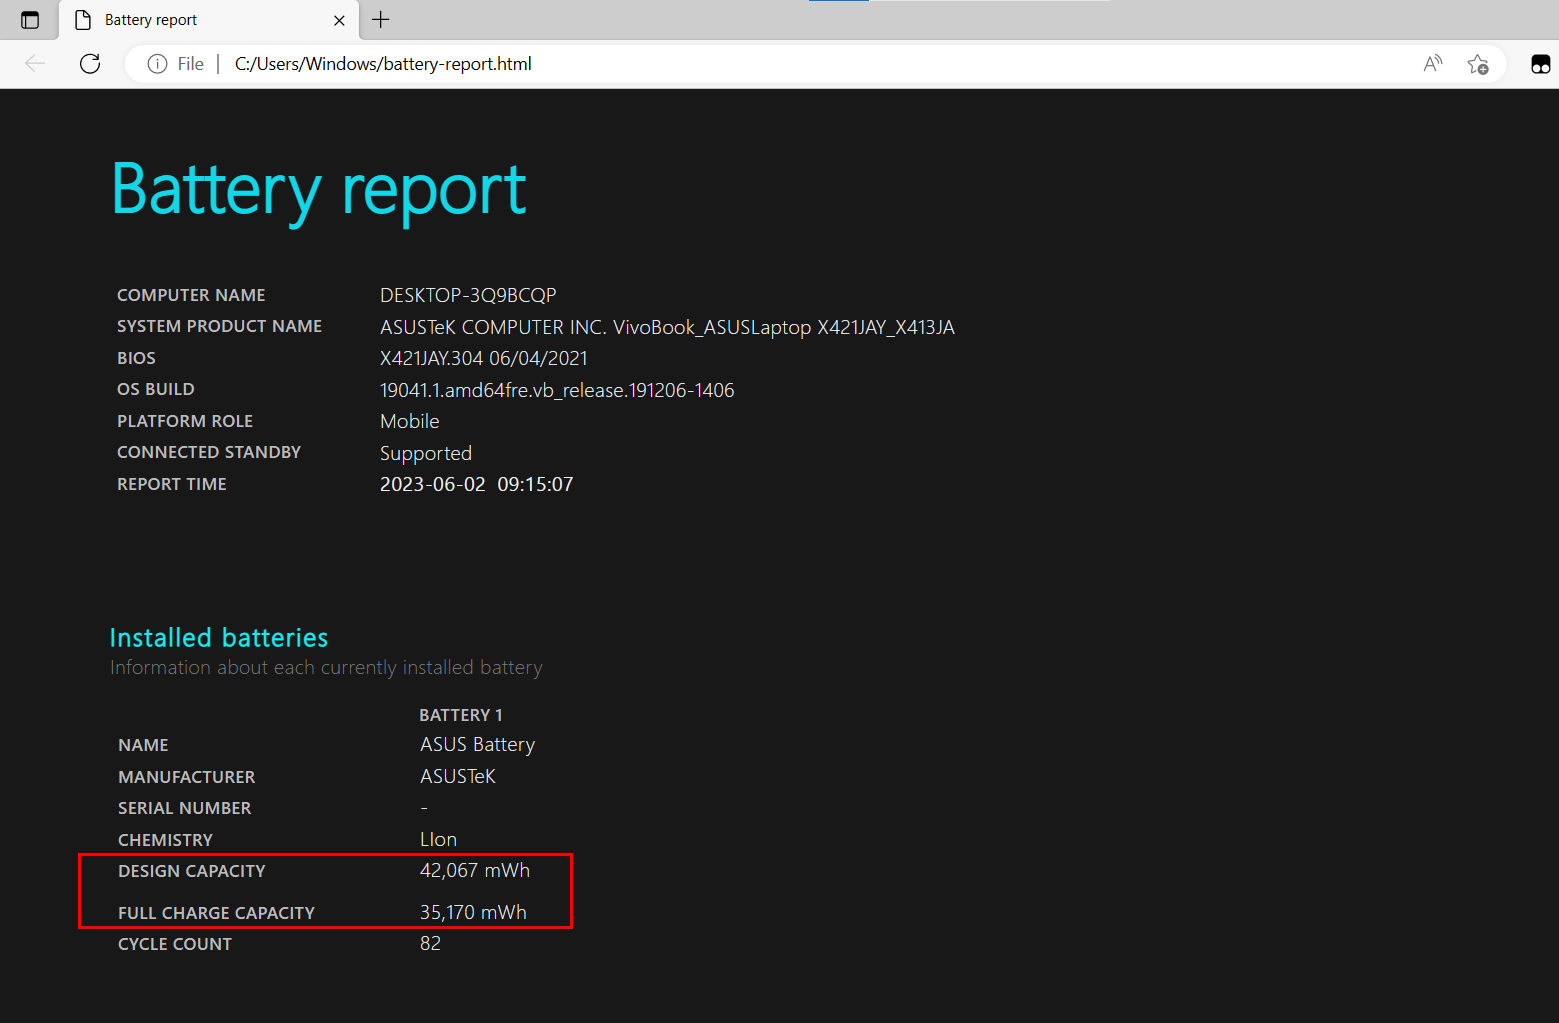 Battery report
File | C:/Users/Windows/battery-report.html
Battery report
COMPUTER NAME DESKTOP-3Q9BCQP
SYSTEM PRODUCT NAME ASUSTeK COMPUTER INC. VivoBook_ASUSLaptop X421JAY_X413JA
BIOS X421JAY.304 06/04/2021
OS BUILD 19041.1.amd64fre.vb_release.191206-1406
PLATFORM ROLE Mobile
CONNECTED STANDBY Supported
REPORT TIME 2023-06-02 09:15:07
Installed batteries
Information about each currently installed battery
BATTERY 1
NAME ASUS Battery
MANUFACTURER ASUSTeK
SERIAL NUMBER -
CHEMISTRY LIon
DESIGN CAPACITY 42,067 mWh
FULL CHARGE CAPACITY 35,170 mWh
CYCLE COUNT 82